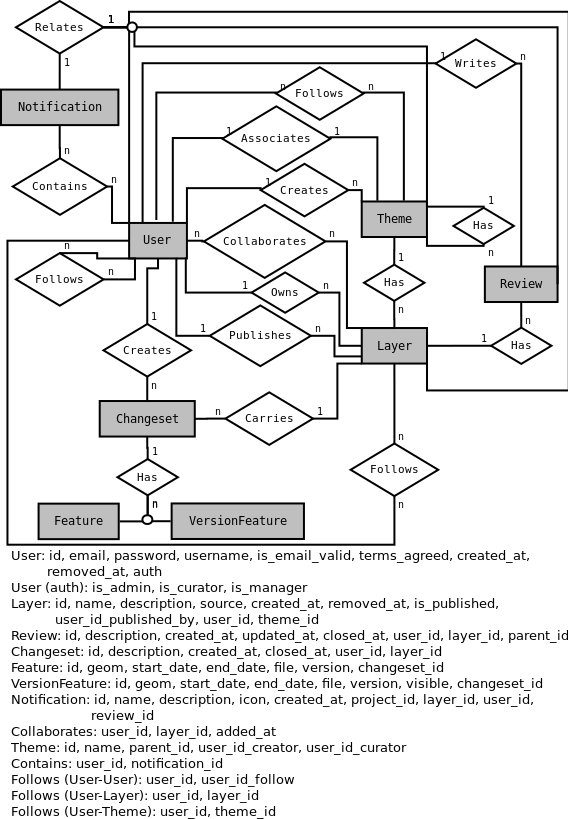 Relates
1
1
Notification
n
Contains
n
1
Writes
n
n
Follows
n
1
Associates
1
1
Creates
n
Theme
1
Has
n
User
n
Collaborates
n
1
Has
n
n
Follows
n
1
Owns
n
Review
n
1
Has
1
Publishes
n
Layer
1
Creates
n
Changeset
n
Carries
1
n
Follows
n
1
Has
n
Feature
VersionFeature
User: id, email, password, username, is_email_valid, terms_agreed, created_at,
removed_at, auth
User (auth): is_admin, is_curator, is_manager
Layer: id, name, description, source, created_at, removed_at, is_published,
user_id_published_by, user_id, theme_id
Review: id, description, created_at, updated_at, closed_at, user_id, layer_id, parent_id
Changeset: id, description, created_at, closed_at, user_id, layer_id
Feature: id, geom, start_date, end_date, file, version, changeset_id
VersionFeature: id, geom, start_date, end_date, file, version, visible, changeset_id
Notification: id, name, description, icon, created_at, project_id, layer_id, user_id,
review_id
Collaborates: user_id, layer_id, added_at
Theme: id, name, parent_id, user_id_creator, user_id_curator
Contains: user_id, notification_id
Follows (User-User): user_id, user_id_follow
Follows (User-Layer): user_id, layer_id
Follows (User-Theme): user_id, theme_id